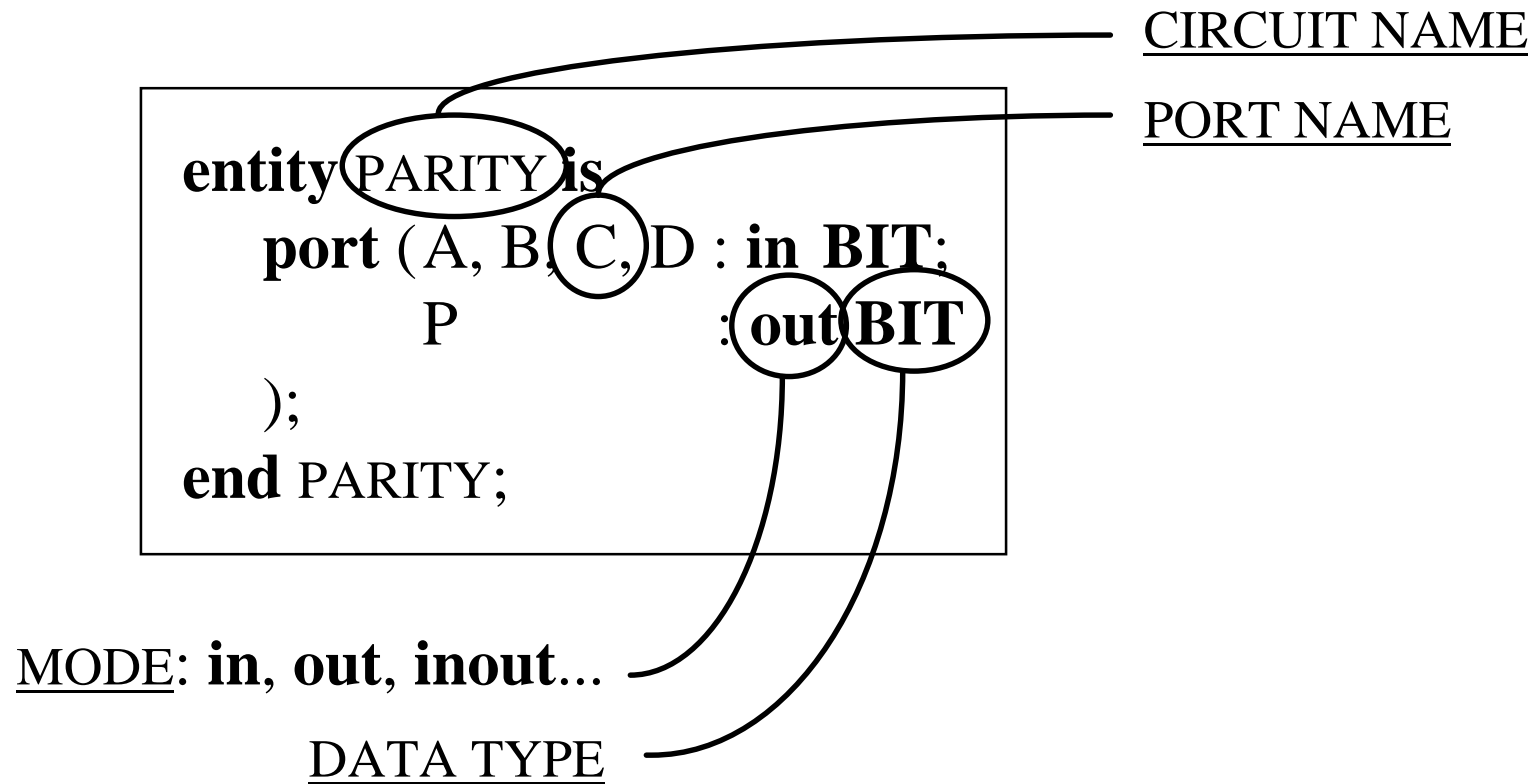 CIRCUIT NAME
PORT NAME
entity PARITY is
port (A, B, C, D : in BIT;
P : out BIT
);
end PARITY;
MODE: in, out, inout...
DATA TYPE